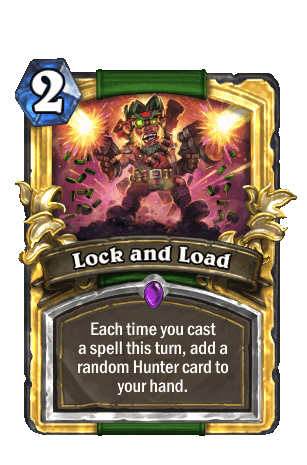 2
Lock and Load
Each time you cast
a spell this turn, add a
random Hunter card to
your hand.